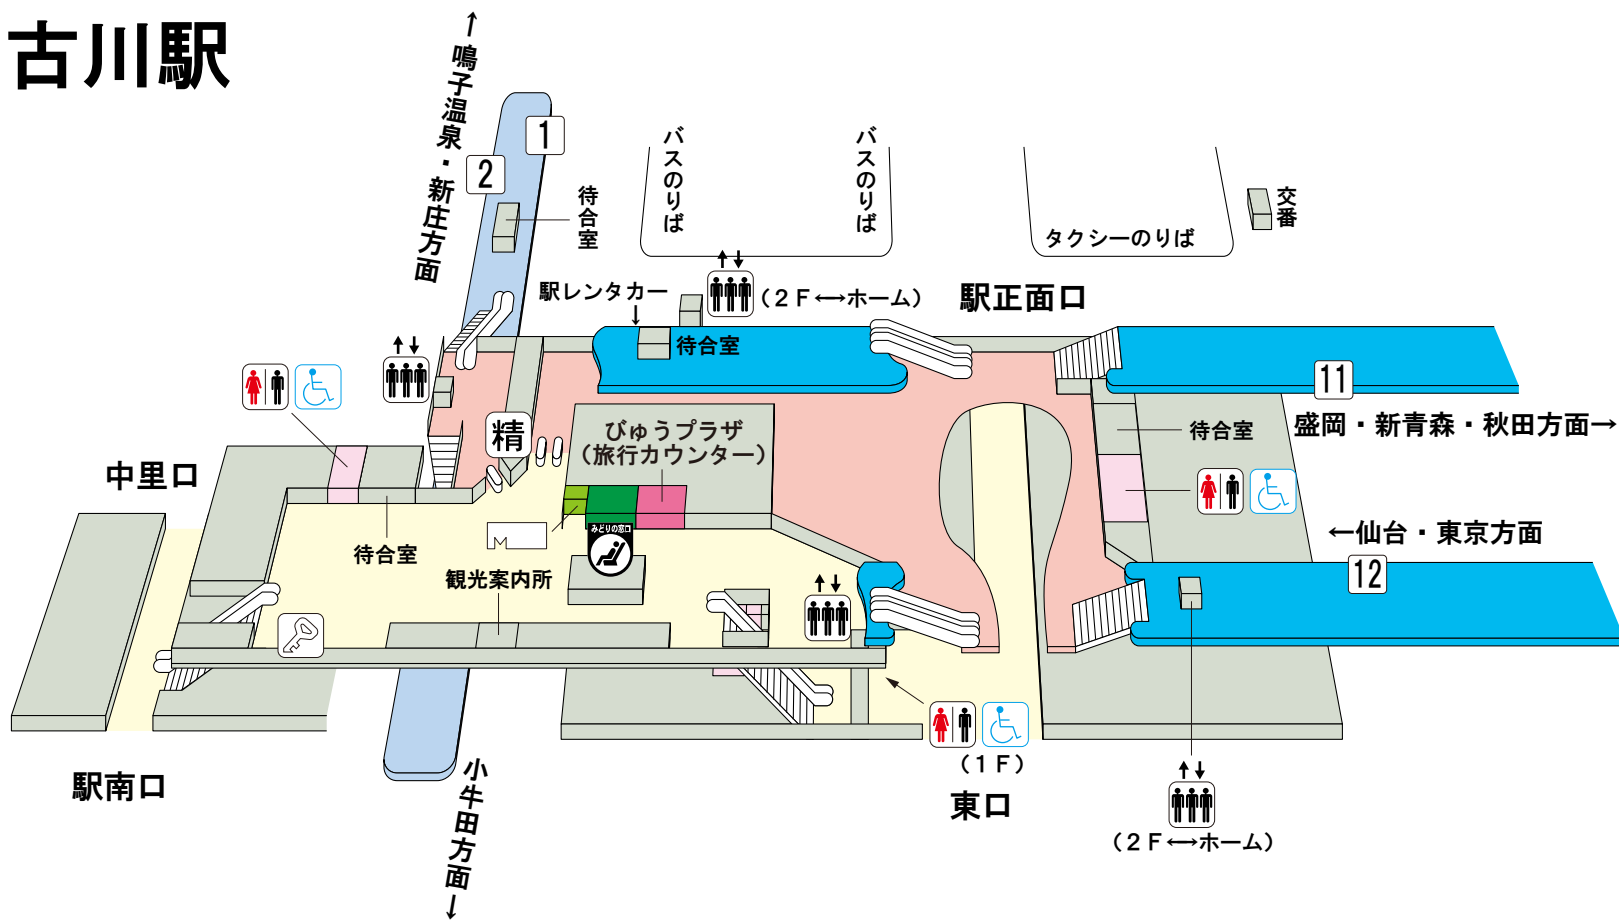 古川駅
↑鳴子温泉・新庄方面
1
2
待合室
バスのりば
バスのりば
タクシーのりば
交番
駅レンタカー
↓
(2F⟷ホーム)
駅正面口
待合室
11
盛岡・新青森・秋田方面→
待合室
精
びゅうプラザ
(旅行カウンター)
中里口
待合室
みどりの窓口
観光案内所
←仙台・東京方面
12
(1F)
東口
駅南口
小牛田方面↓
(2F⟷ホーム)